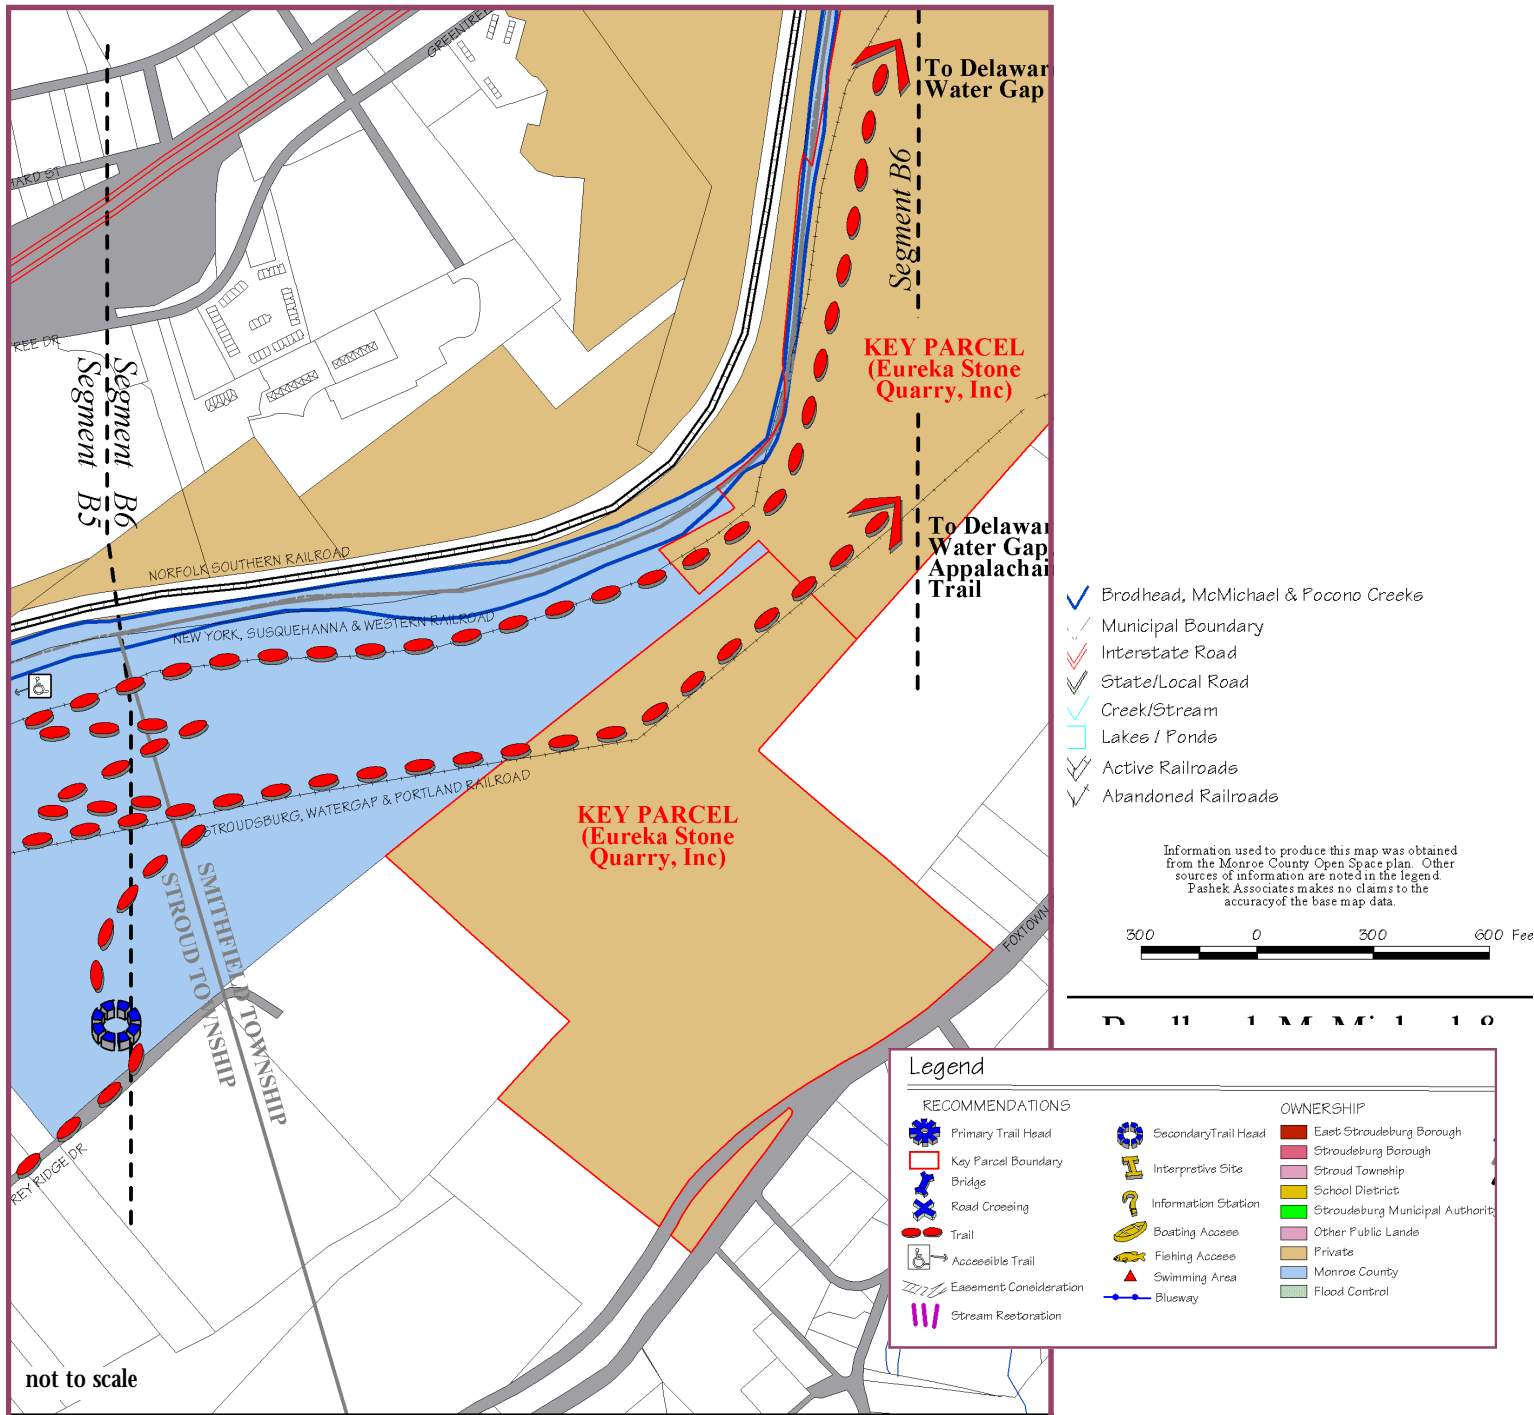 GREENTREE
To Delawar
Water Gap
HARD ST
Segment B6
REE DR
Segment B6
Segment B5
KEY PARCEL
(Eureka Stone
Quarry, Inc)
To Delawar
Water Gap
Appalachai
Trail
NORFOLK SOUTHERN RAILROAD
NEW YORK, SUSQUEHANNA & WESTERN RAILROAD
STROUDSBURG, WATERGAP & PORTLAND RAILROAD
KEY PARCEL
(Eureka Stone
Quarry, Inc)
SMITHFIELD TOWNSHIP
STROUD TOWNSHIP
FOXTOWN
REY RIDGE DR
not to scale
Brodhead, McMichael & Pocono Creeks
Municipal Boundary
Interstate Road
State/Local Road
Creek/Stream
Lakes / Ponds
Active Railroads
Abandoned Railroads
Information used to produce this map was obtained
from the Monroe County Open Space plan. Other
sources of information are noted in the legend.
Pashek Associates makes no claims to the
accuracyof the base map data.
300 0 300 600 Fee
Legend
RECOMMENDATIONS
Primary Trail Head
Key Parcel Boundary
Bridge
Road Crossing
Trail
Accessible Trail
Easement Consideration
Stream Restoration
SecondaryTrail Head
Interpretive Site
Information Station
Boating Access
Fishing Access
Swimming Area
Blueway
OWNERSHIP
East Stroudsburg Borough
Stroudsburg Borough
Stroud Township
School District
Stroudsburg Municipal Authority
Other Public Lands
Private
Monroe County
Flood Control